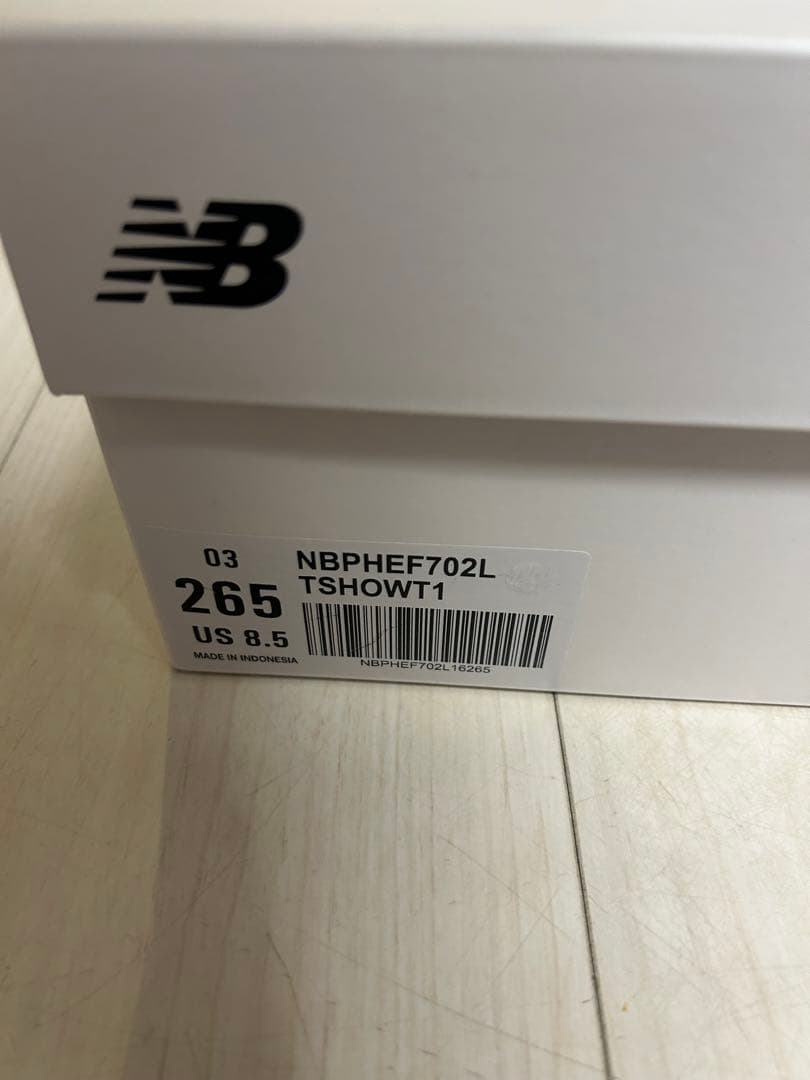 NB
03
265
US 8.5
MADE IN INDONESIA
NBPHEF702L
TSHOWT1
NBPHEF702L16265